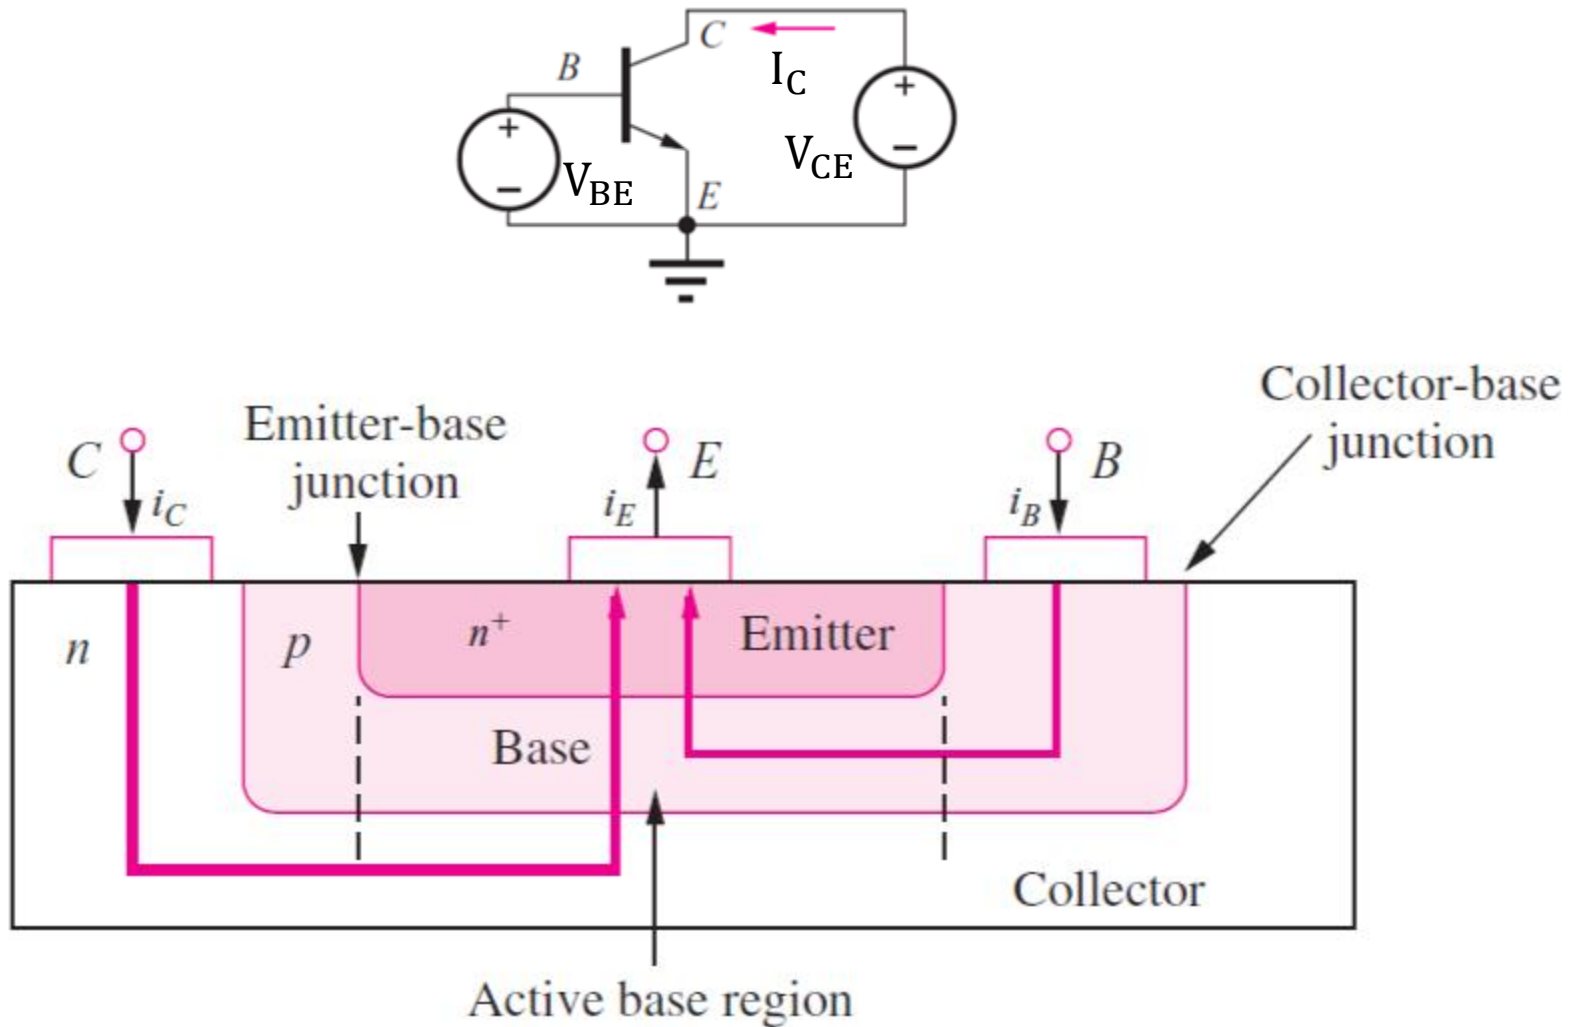 C
I_C
B
+
+
V_CE
V_BE
−
−
E
Collector-base
junction
Emitter-base
junction
C
E
B
i_C
i_E
i_B
n
p
n⁺
Emitter
Base
Collector
Active base region